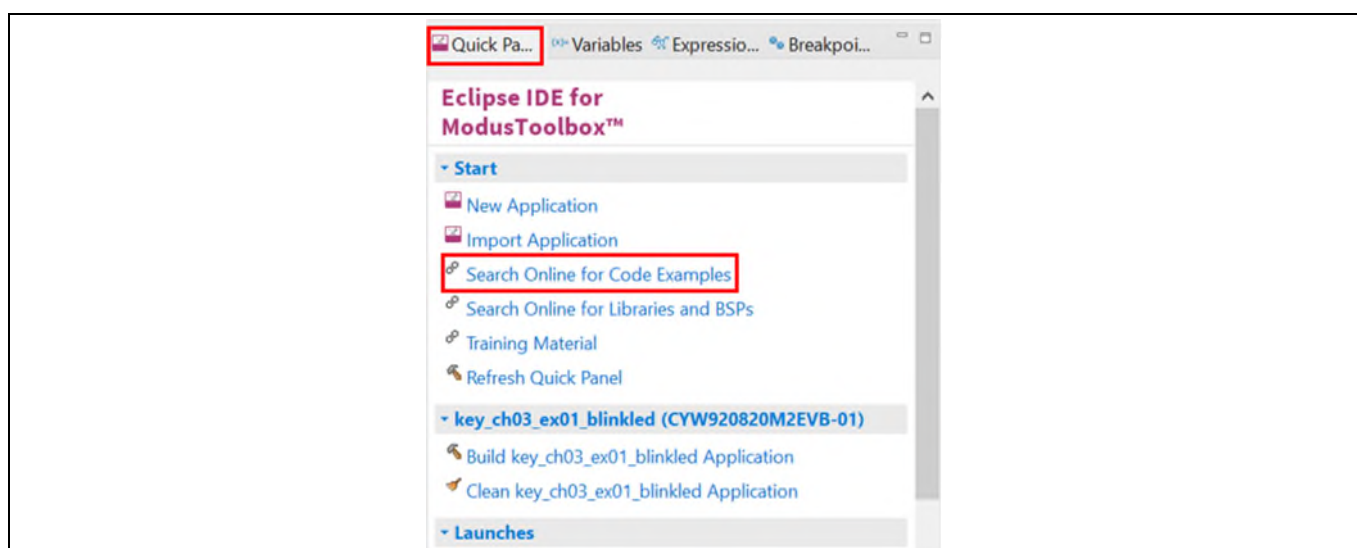 Quick Pa... (x)= Variables Expressio... Breakpoi...
Eclipse IDE for
ModusToolbox™
Start
New Application
Import Application
Search Online for Code Examples
Search Online for Libraries and BSPs
Training Material
Refresh Quick Panel
key_ch03_ex01_blinkled (CYW920820M2EVB-01)
Build key_ch03_ex01_blinkled Application
Clean key_ch03_ex01_blinkled Application
Launches